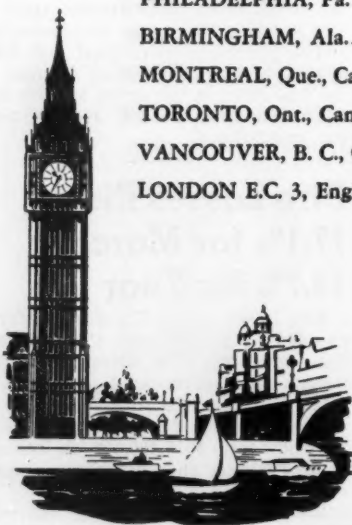 PHILADELPHIA, Pa.
BIRMINGHAM, Ala.
MONTREAL, Que., Ca
TORONTO, Ont., Can
VANCOUVER, B. C., 
LONDON E.C. 3, Eng